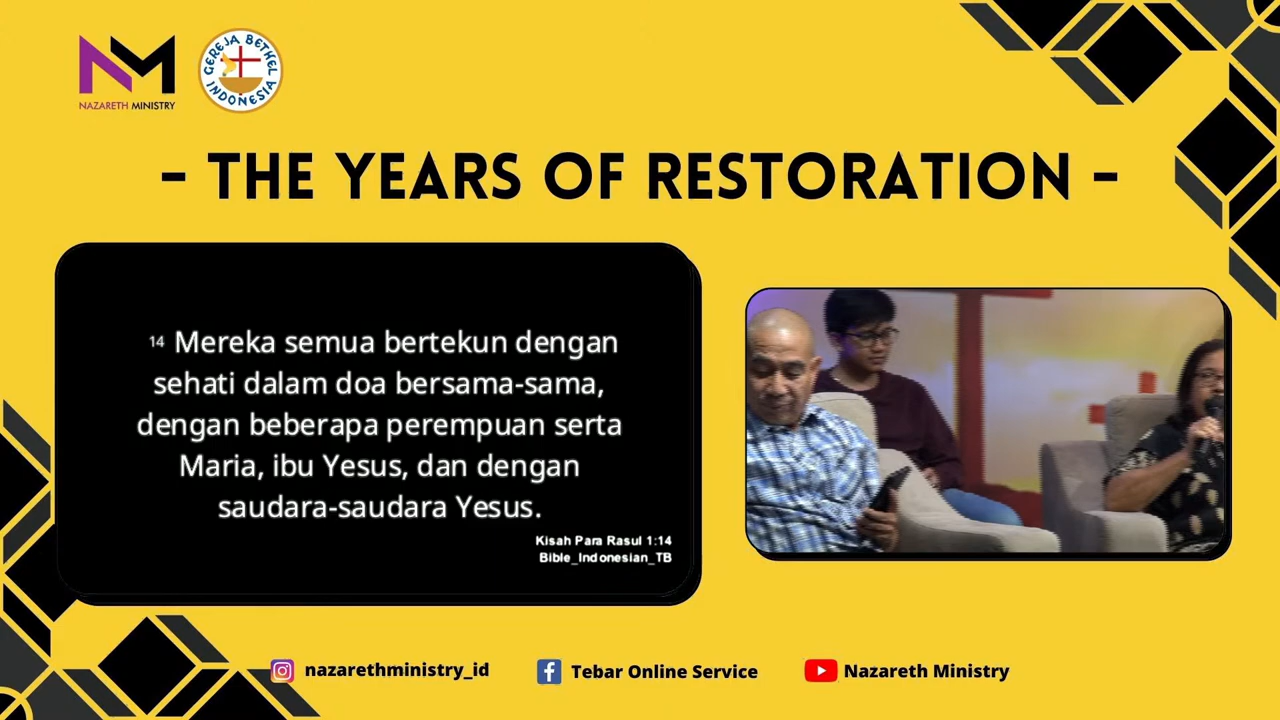 NM
NAZARETH MINISTRY
GEREJA BETHEL
INDONESIA
- THE YEARS OF RESTORATION -
14 Mereka semua bertekun dengan
sehati dalam doa bersama-sama,
dengan beberapa perempuan serta
Maria, ibu Yesus, dan dengan
saudara-saudara Yesus.
Kisah Para Rasul 1:14
Bible_Indonesian_TB
nazarethministry_id
Tebar Online Service
Nazareth Ministry